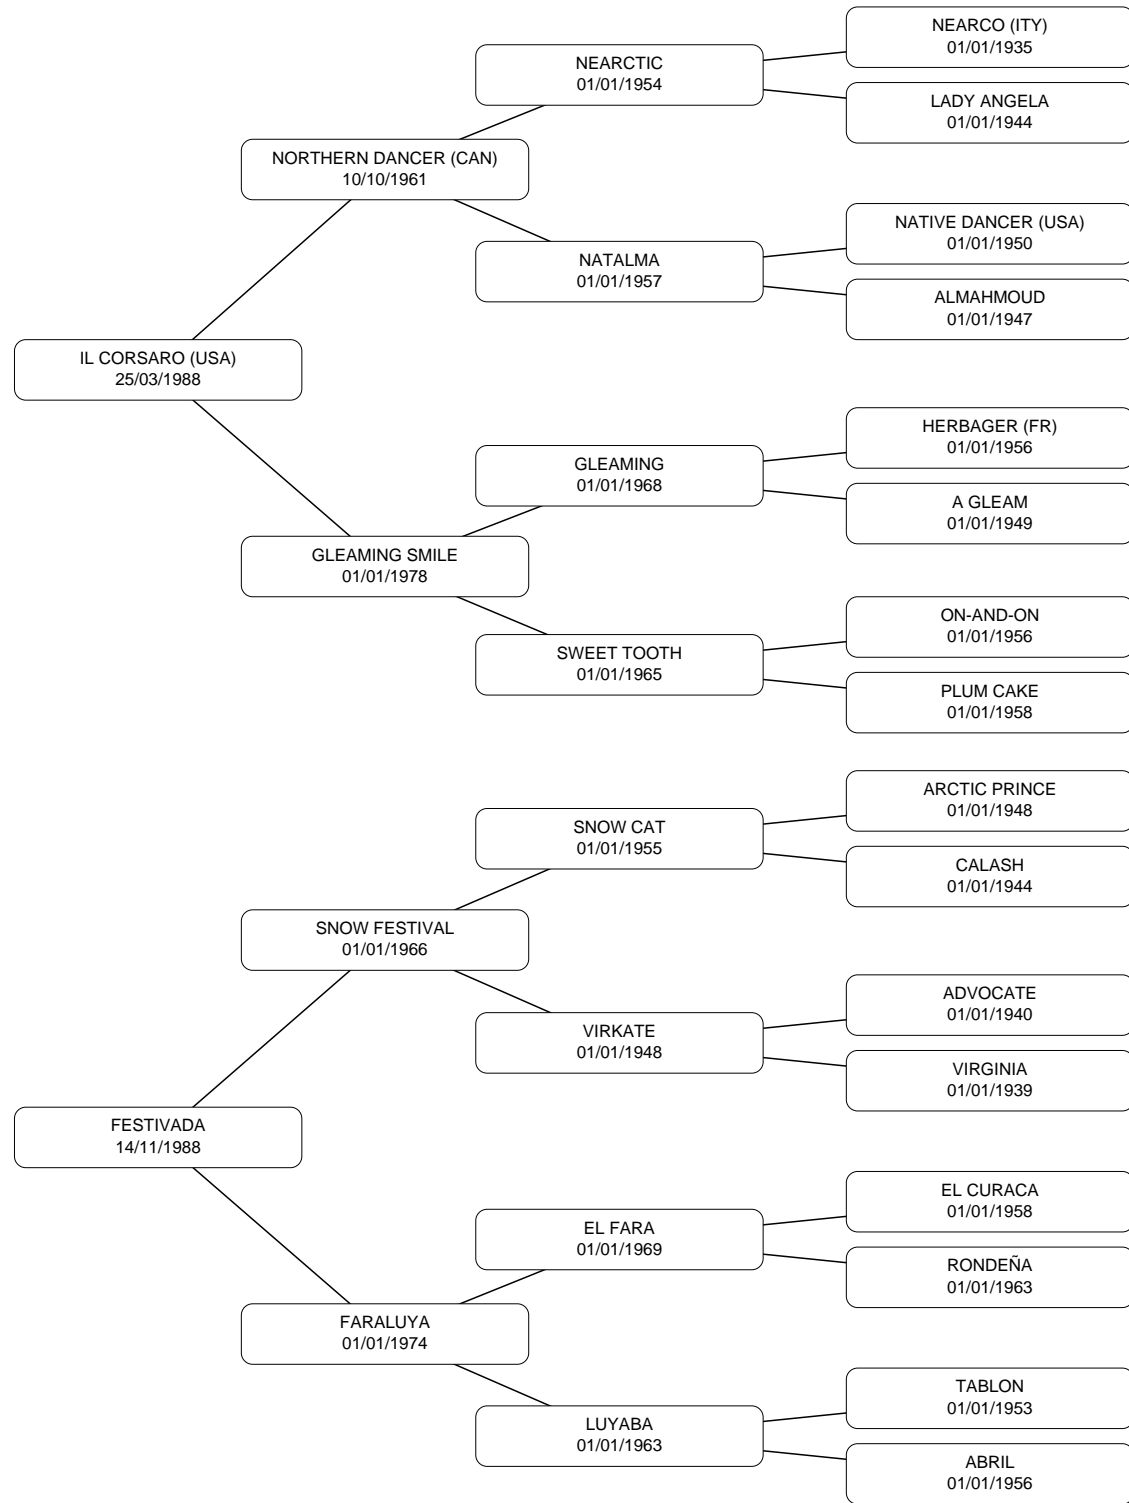 NEARCO (ITY)
01/01/1935
NEARCTIC
01/01/1954
LADY ANGELA
01/01/1944
NORTHERN DANCER (CAN)
10/10/1961
NATIVE DANCER (USA)
01/01/1950
NATALMA
01/01/1957
ALMAHMOUD
01/01/1947
IL CORSARO (USA)
25/03/1988
HERBAGER (FR)
01/01/1956
GLEAMING
01/01/1968
A GLEAM
01/01/1949
GLEAMING SMILE
01/01/1978
ON-AND-ON
01/01/1956
SWEET TOOTH
01/01/1965
PLUM CAKE
01/01/1958
ARCTIC PRINCE
01/01/1948
SNOW CAT
01/01/1955
CALASH
01/01/1944
SNOW FESTIVAL
01/01/1966
ADVOCATE
01/01/1940
VIRKATE
01/01/1948
VIRGINIA
01/01/1939
FESTIVADA
14/11/1988
EL CURACA
01/01/1958
EL FARA
01/01/1969
RONDEÑA
01/01/1963
FARALUYA
01/01/1974
TABLON
01/01/1953
LUYABA
01/01/1963
ABRIL
01/01/1956